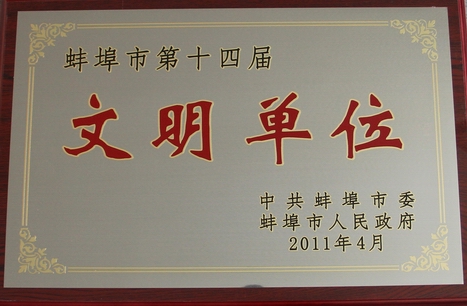 蚌埠市第十四届
文明单位
中共蚌埠市委
蚌埠市人民政府
2011年4月